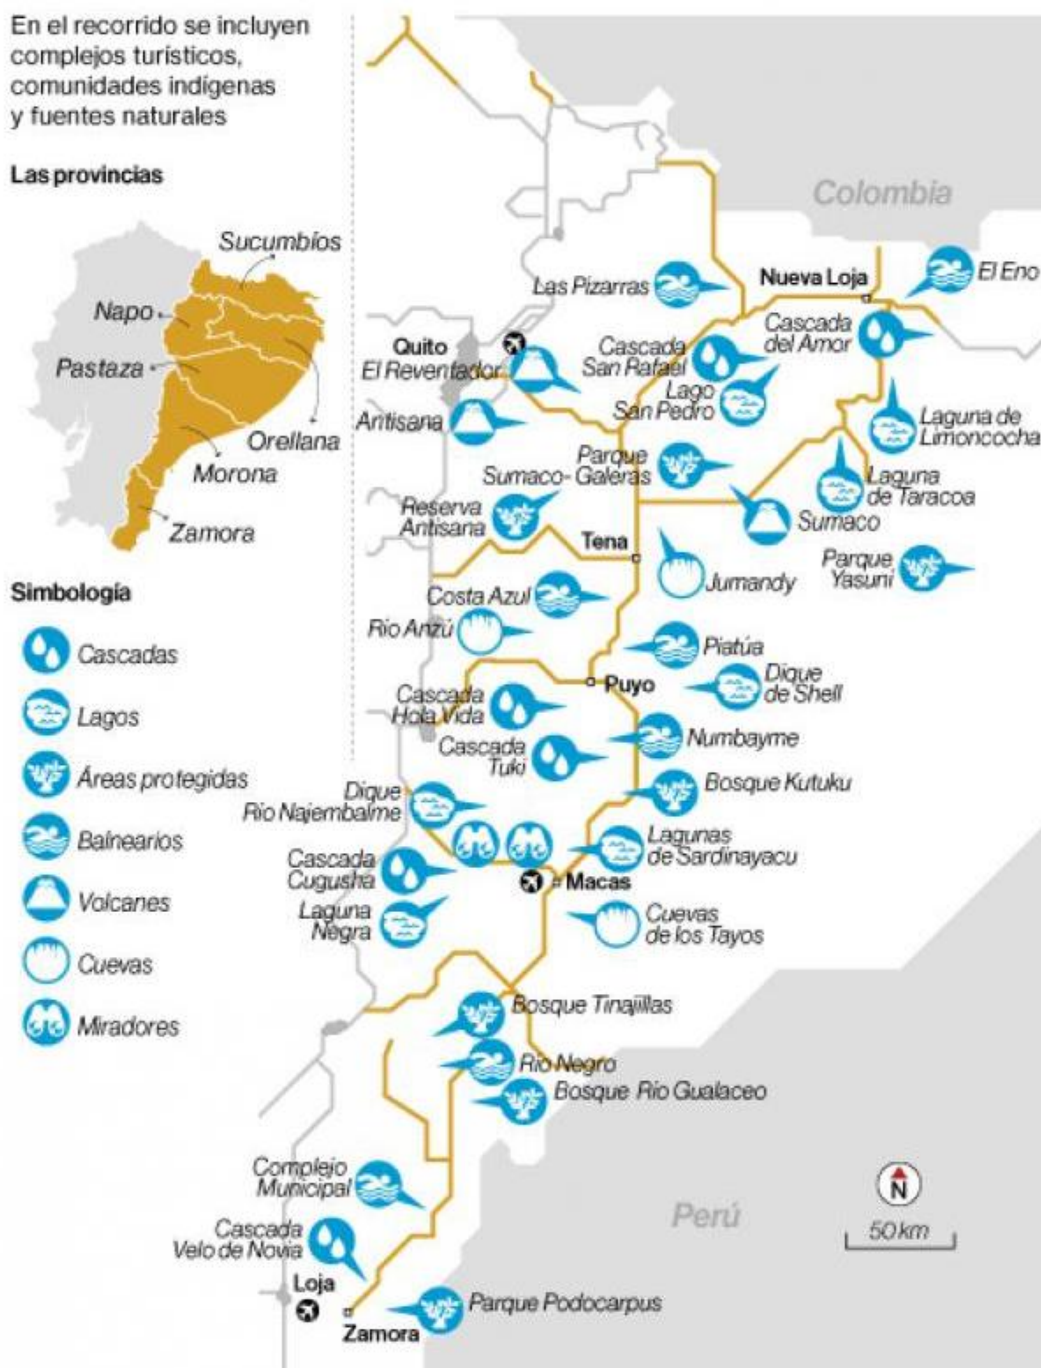 En el recorrido se incluyen
complejos turísticos,
comunidades indígenas
y fuentes naturales
Las provincias
Sucumbíos
Napo
Pastaza
Orellana
Morona
Zamora
Simbología
Cascadas
Lagos
Áreas protegidas
Balnearios
Volcanes
Cuevas
Miradores
Colombia
Las Pizarras
Nueva Loja
El Eno
Quito
El Reventador
Cascada
San Rafael
Cascada
del Amor
Lago
San Pedro
Antisana
Laguna de
Limoncocha
Parque
Sumaco-Galeras
Laguna
de Taracoa
Reserva
Antisana
Sumaco
Tena
Jumandy
Parque
Yasuní
Costa Azul
Río Anzú
Piatúa
Puyo
Dique
de Shell
Cascada
Hola Vida
Numbayme
Cascada
Tuki
Bosque Kutuku
Dique
Río Najembaime
Lagunas
de Sardinayacu
Cascada
Cugusha
Macas
Laguna
Negra
Cuevas
de los Tayos
Bosque Tinajillas
Río Negro
Bosque Río Gualaceo
Complejo
Municipal
Perú
N
50 km
Cascada
Velo de Novia
Loja
Parque Podocarpus
Zamora